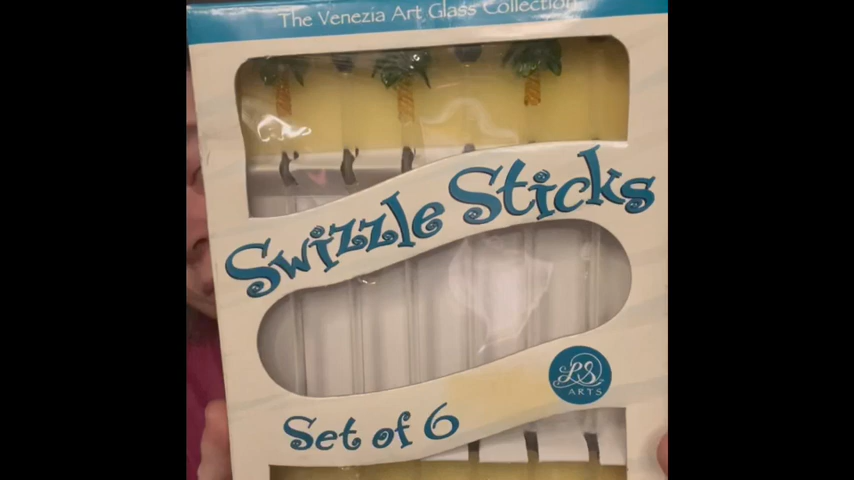 The Venezia Art Glass Collection
Swizzle Sticks
LS
ARTS
Set of 6